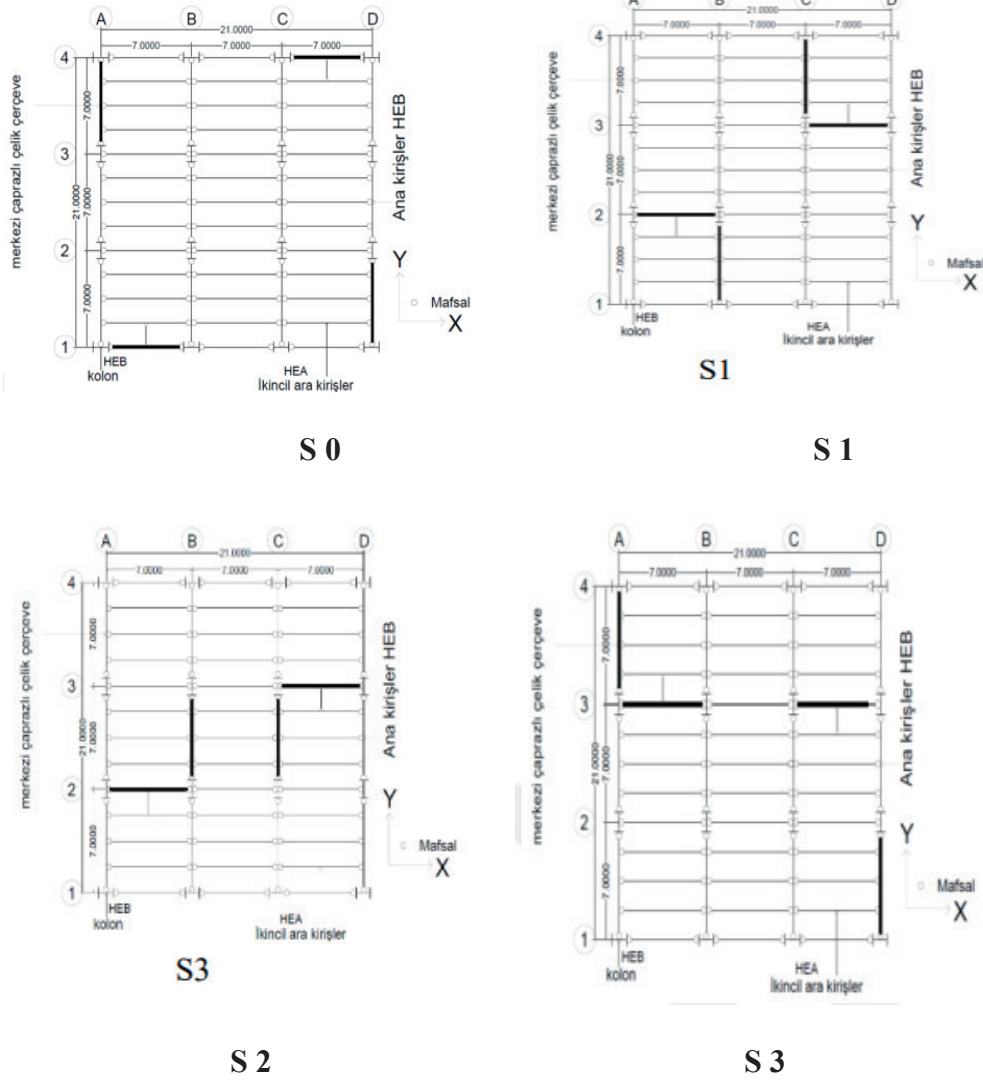 A B C D
21.0000
7.0000 7.0000 7.0000
4
3
2
1
7.0000
21.0000
7.0000
7.0000
merkezi çaprazlı çelik çerçeve
Ana kirişler HEB
Y
X
Mafsal
HEB
kolon
HEA
İkincil ara kirişler
S 0
A B C D
21.0000
7.0000 7.0000 7.0000
4
3
2
1
7.0000
21.0000
7.0000
7.0000
merkezi çaprazlı çelik çerçeve
Ana kirişler HEB
Y
X
Mafsal
HEB
kolon
HEA
İkincil ara kirişler
S1
S 1
A B C D
21.0000
7.0000 7.0000 7.0000
4
3
2
1
7.0000
21.0000
7.0000
7.0000
merkezi çaprazlı çelik çerçeve
Ana kirişler HEB
Y
X
Mafsal
HEB
kolon
HEA
İkincil ara kirişler
S3
S 2
A B C D
21.0000
7.0000 7.0000 7.0000
4
3
2
1
7.0000
21.0000
7.0000
7.0000
merkezi çaprazlı çelik çerçeve
Ana kirişler HEB
Y
X
Mafsal
HEB
kolon
HEA
İkincil ara kirişler
S 3